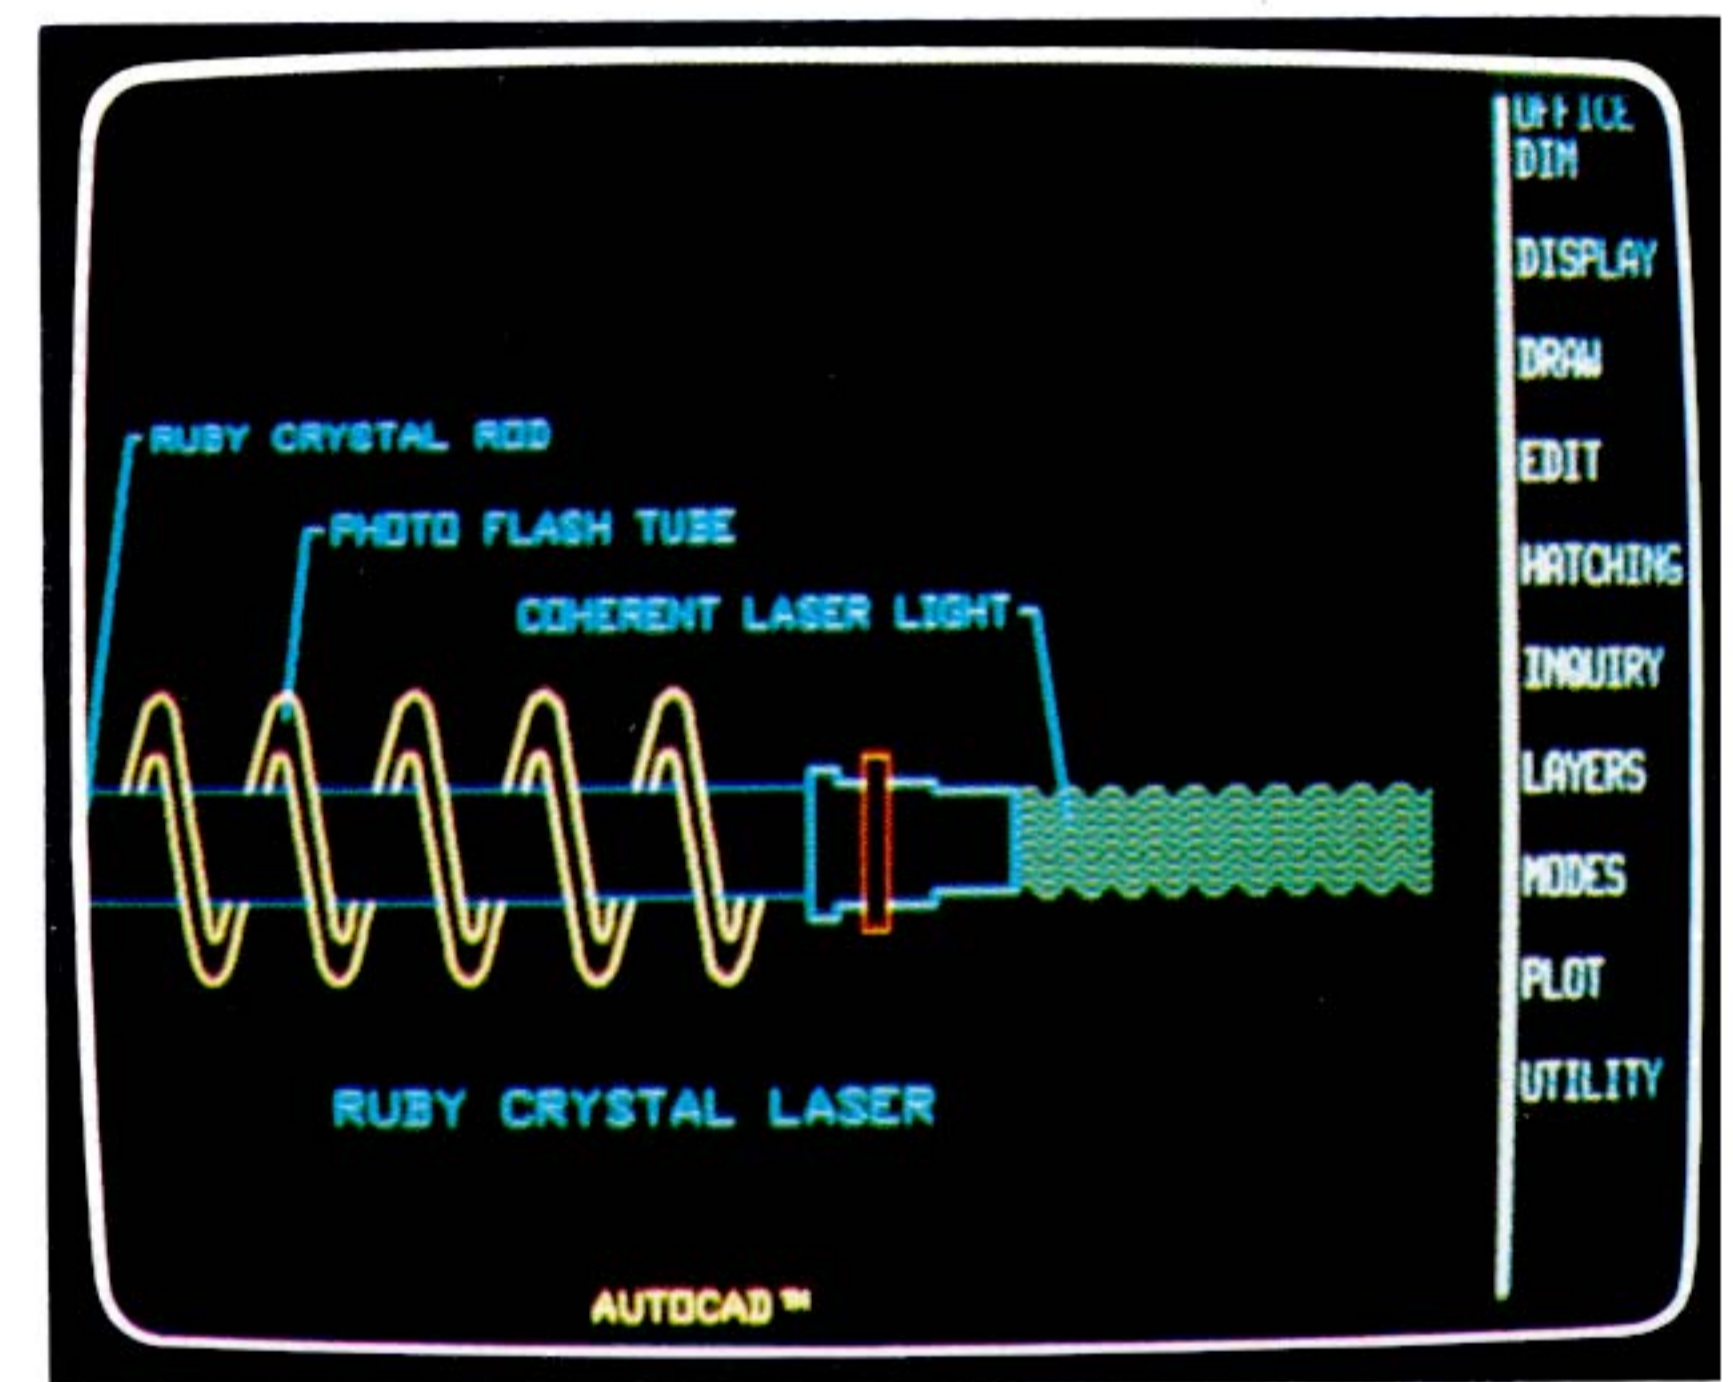 OFFICE
DIM
DISPLAY
DRAW
EDIT
HATCHING
INQUIRY
LAYERS
MODES
PLOT
UTILITY
RUBY CRYSTAL ROD
PHOTO FLASH TUBE
COHERENT LASER LIGHT
RUBY CRYSTAL LASER
AUTOCAD™